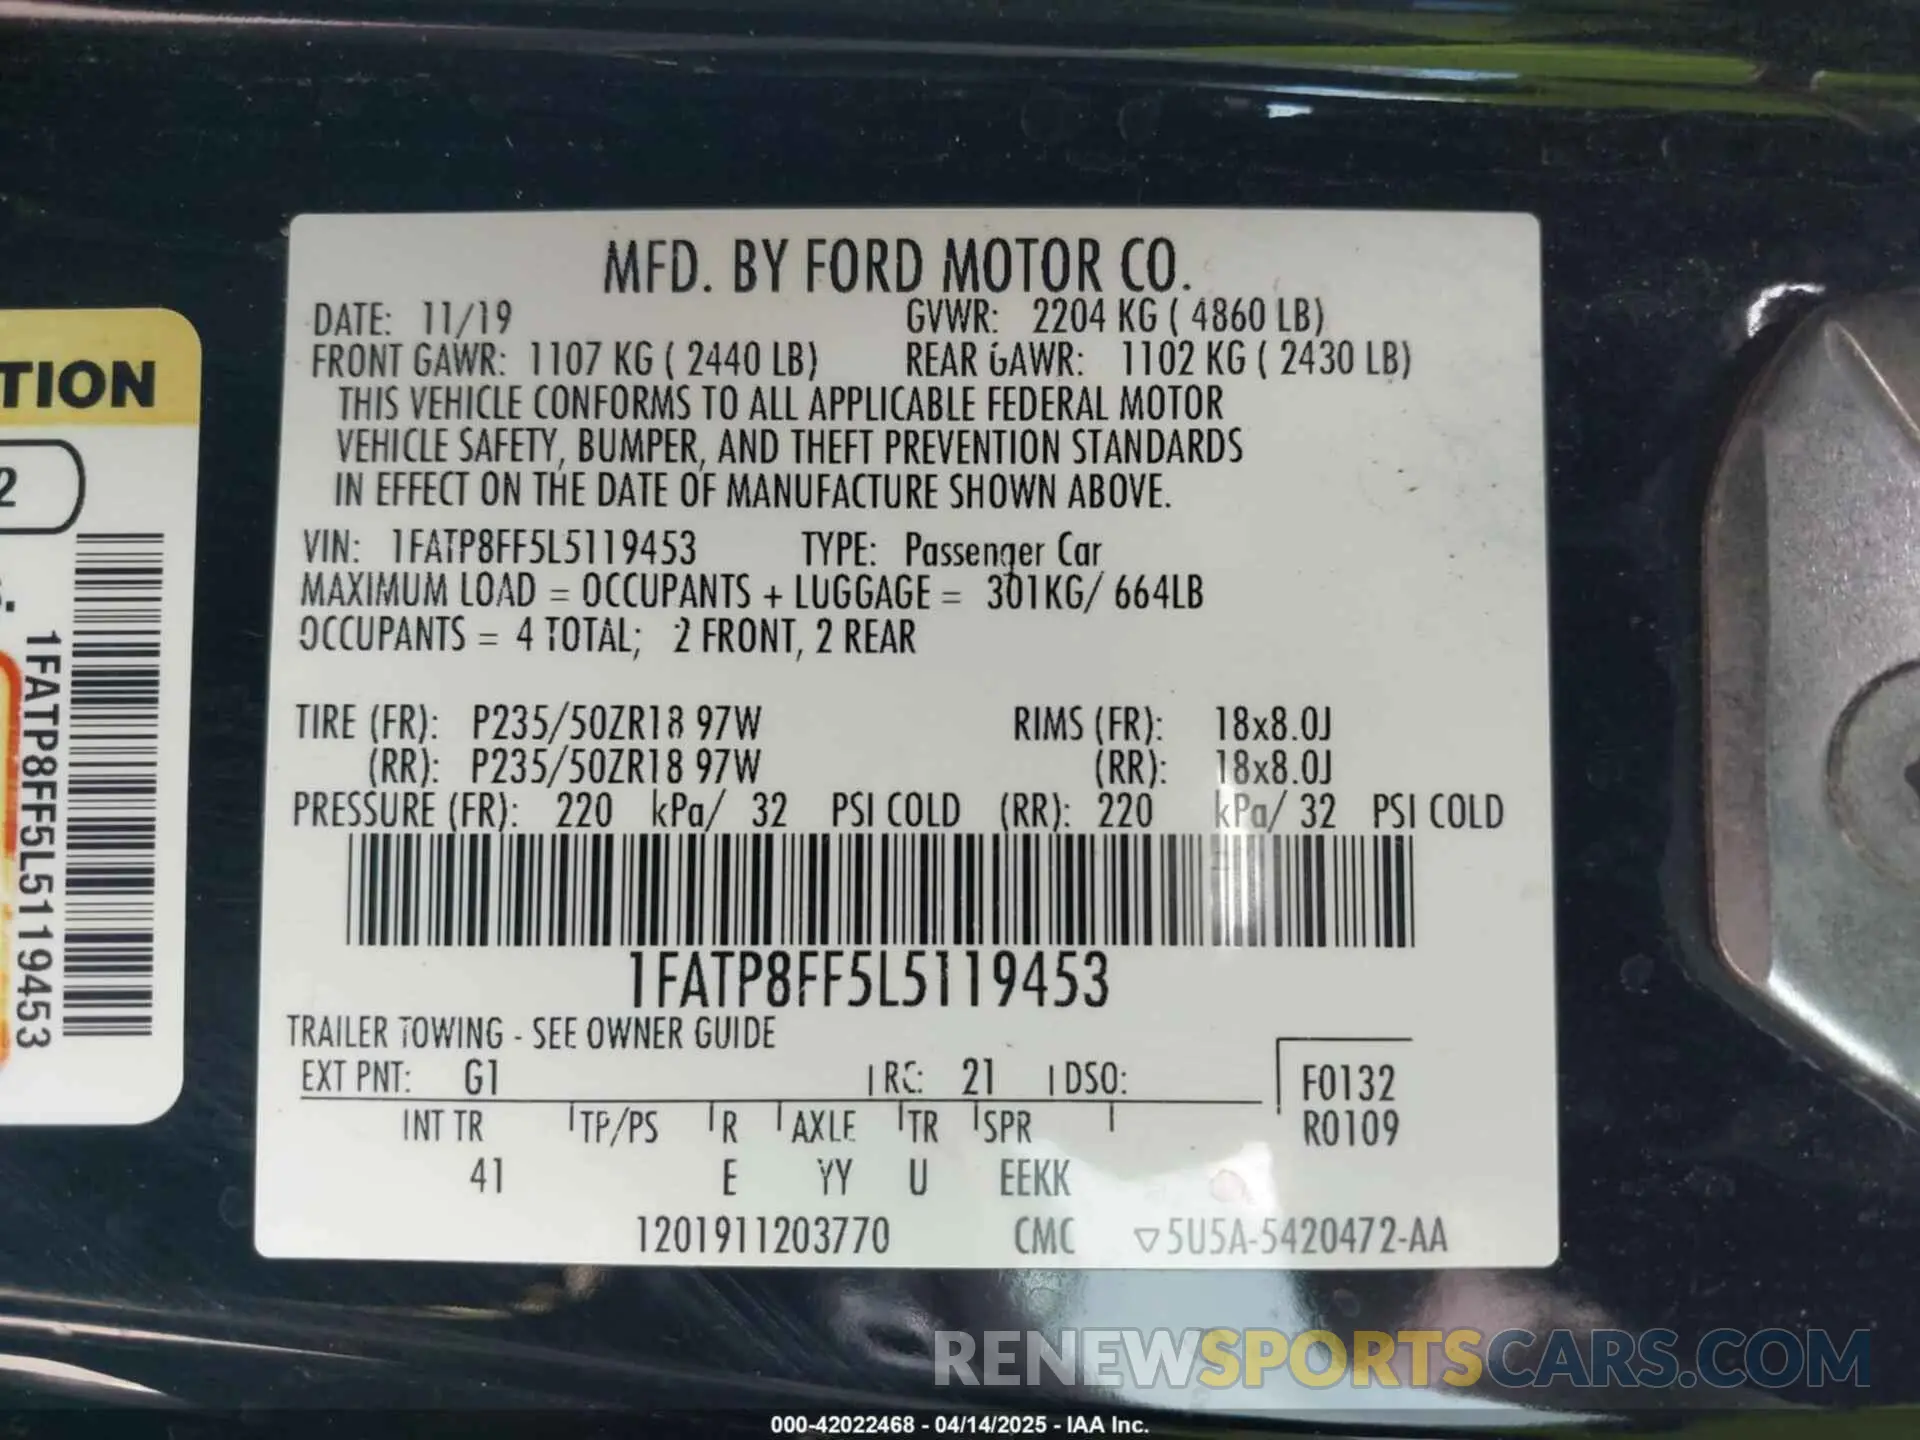 MFD. BY FORD MOTOR CO.
DATE: 11/19 GVWR: 2204 KG ( 4860 LB)
FRONT GAWR: 1107 KG ( 2440 LB) REAR GAWR: 1102 KG ( 2430 LB)
THIS VEHICLE CONFORMS TO ALL APPLICABLE FEDERAL MOTOR
VEHICLE SAFETY, BUMPER, AND THEFT PREVENTION STANDARDS
IN EFFECT ON THE DATE OF MANUFACTURE SHOWN ABOVE.
VIN: 1FATP8FF5L5119453 TYPE: Passenger Car
MAXIMUM LOAD = OCCUPANTS + LUGGAGE = 301KG/ 664LB
OCCUPANTS = 4 TOTAL; 2 FRONT, 2 REAR
TIRE (FR): P235/50ZR18 97W RIMS (FR): 18x8.0J
(RR): P235/50ZR18 97W (RR): 18x8.0J
PRESSURE (FR): 220 kPa/ 32 PSI COLD (RR): 220 kPa/ 32 PSI COLD
1FATP8FF5L5119453
TRAILER TOWING - SEE OWNER GUIDE
EXT PNT: G1 RC: 21 DSO: F0132
INT TR TP/PS R AXLE TR SPR R0109
41 E YY U EEKK
1201911203770 CMC ▽5U5A-5420472-AA
TION
2
1FATP8FF5L5119453
RENEWSPORTSCARS.COM
000-42022468 - 04/14/2025 - IAA Inc.